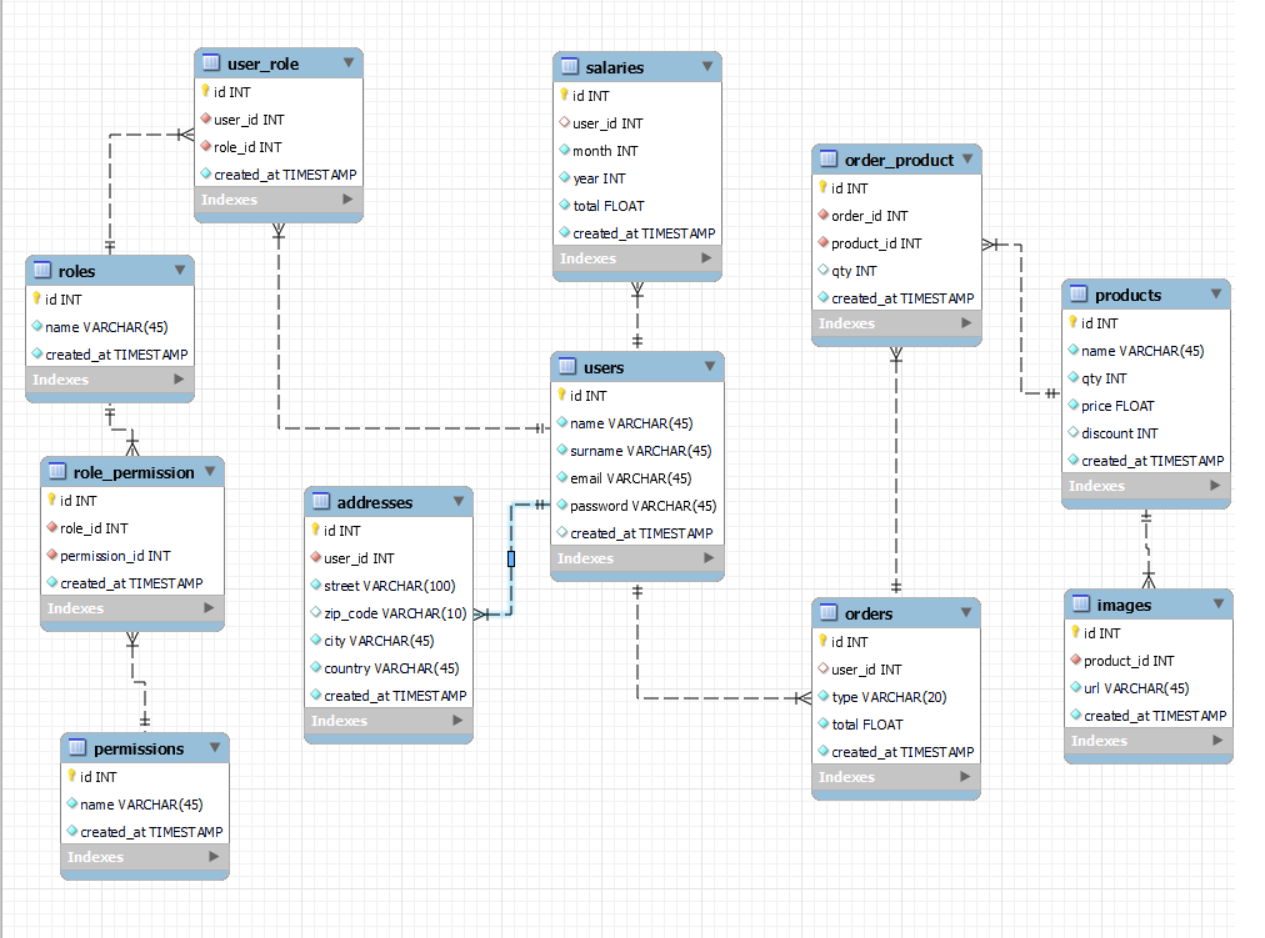 user_role
id INT
user_id INT
role_id INT
created_at TIMESTAMP
Indexes
salaries
id INT
user_id INT
month INT
year INT
total FLOAT
created_at TIMESTAMP
Indexes
order_product
id INT
order_id INT
product_id INT
qty INT
created_at TIMESTAMP
Indexes
roles
id INT
name VARCHAR(45)
created_at TIMESTAMP
Indexes
products
id INT
name VARCHAR(45)
qty INT
price FLOAT
discount INT
created_at TIMESTAMP
Indexes
users
id INT
name VARCHAR(45)
surname VARCHAR(45)
email VARCHAR(45)
password VARCHAR(45)
created_at TIMESTAMP
Indexes
role_permission
id INT
role_id INT
permission_id INT
created_at TIMESTAMP
Indexes
addresses
id INT
user_id INT
street VARCHAR(100)
zip_code VARCHAR(10)
city VARCHAR(45)
country VARCHAR(45)
created_at TIMESTAMP
Indexes
orders
id INT
user_id INT
type VARCHAR(20)
total FLOAT
created_at TIMESTAMP
Indexes
images
id INT
product_id INT
url VARCHAR(45)
created_at TIMESTAMP
Indexes
permissions
id INT
name VARCHAR(45)
created_at TIMESTAMP
Indexes